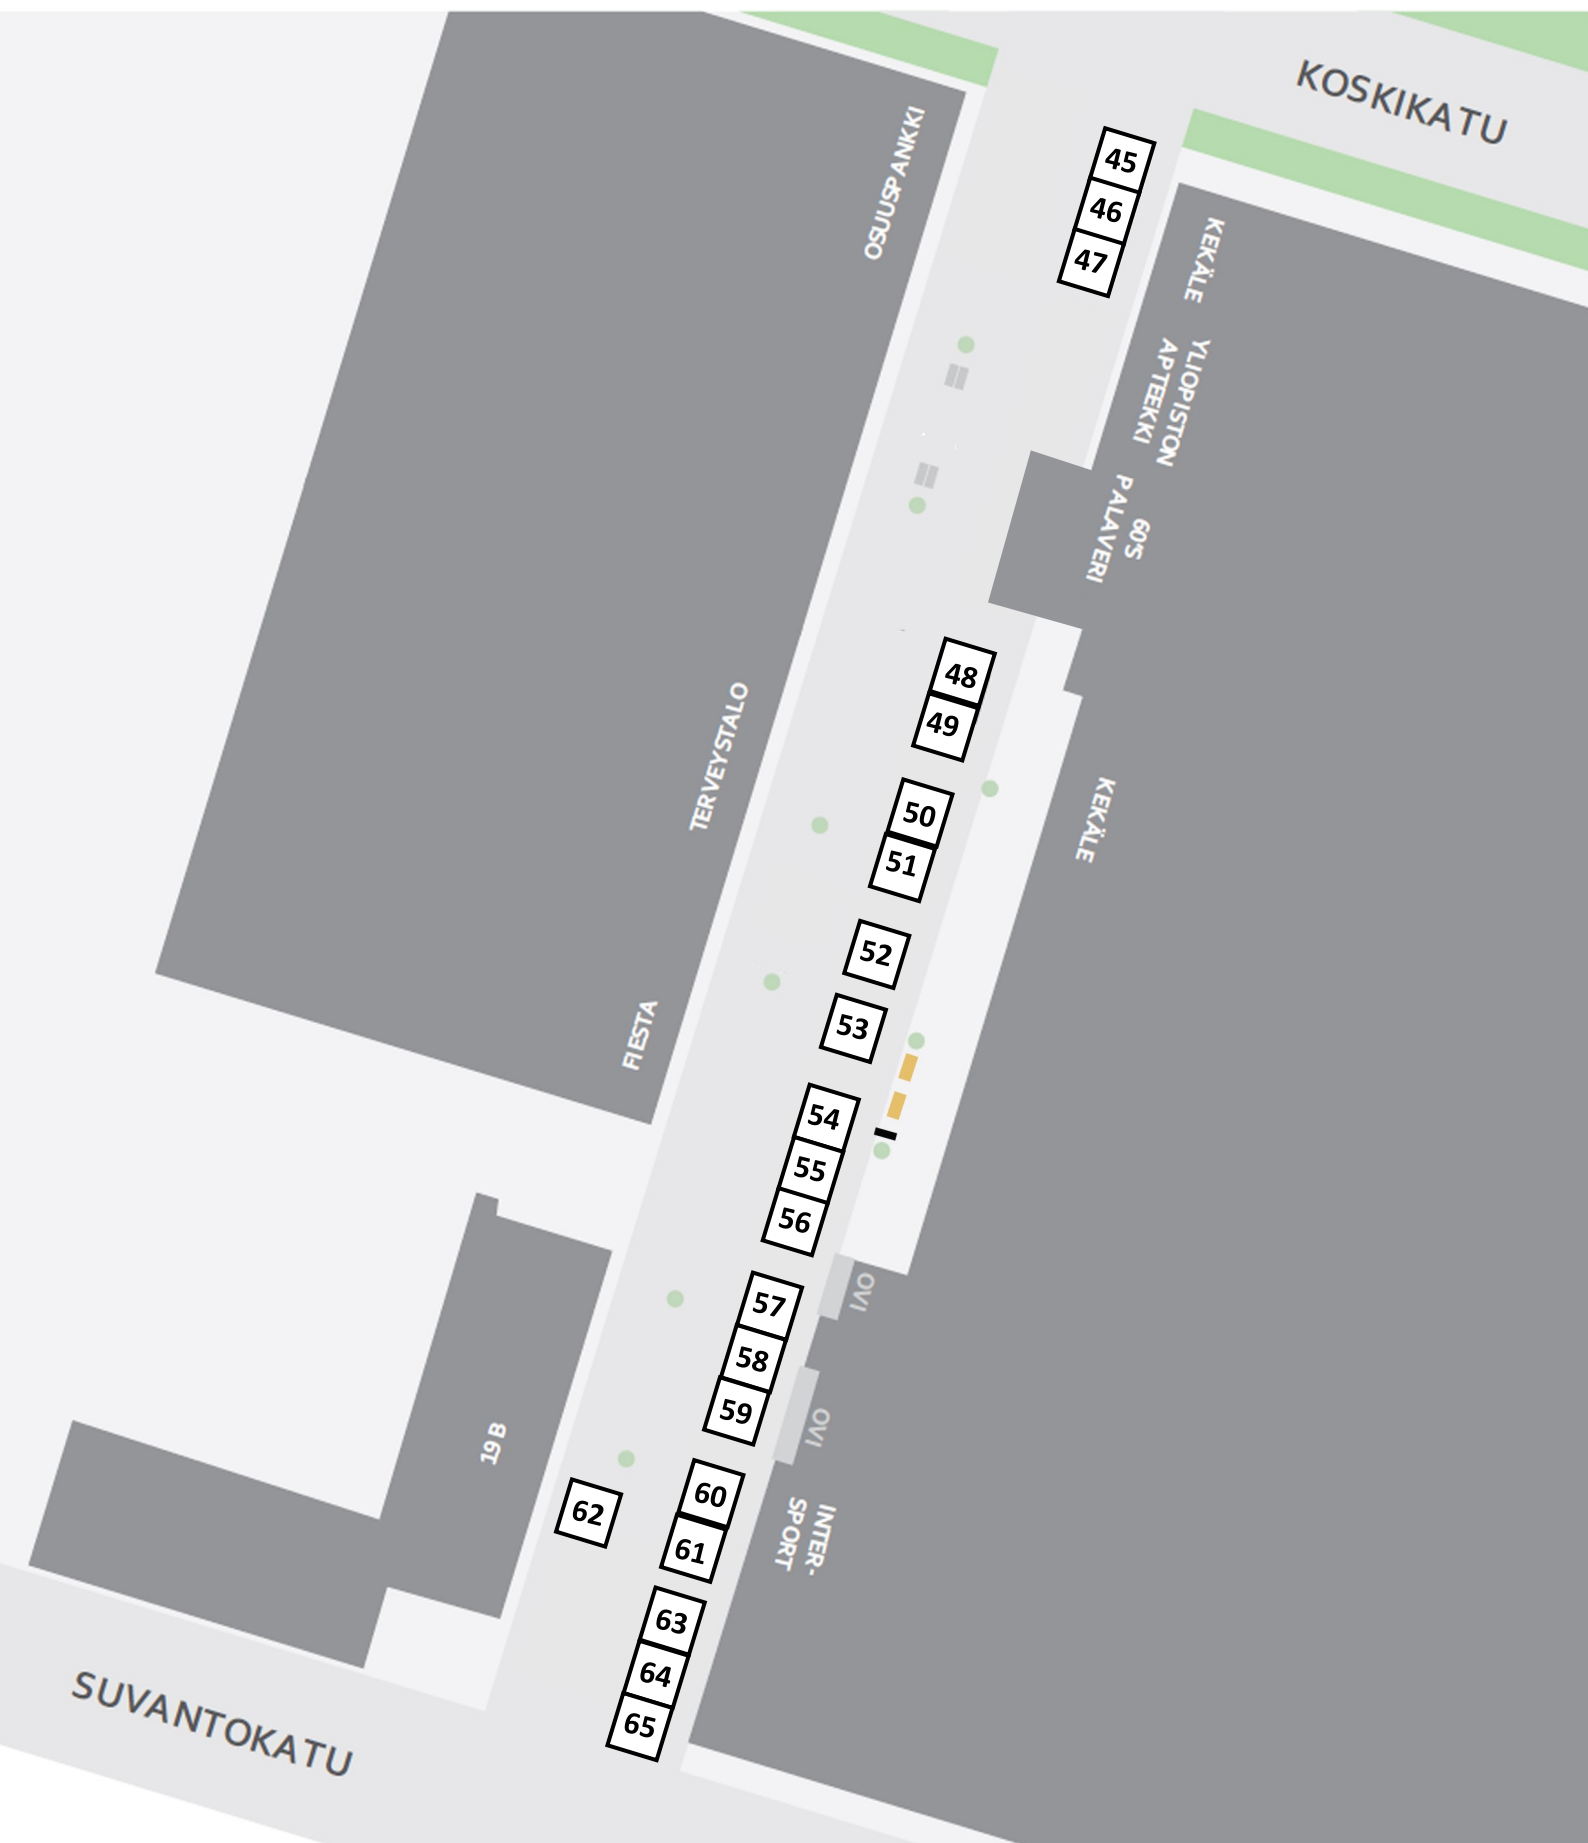 KOSKIKATU
OSUUSPANKKI
45
46
47
KEKÄLE
YLIOPISTON
APTEEKKI
60'S
PALAVERI
48
49
TERVEYSTALO
50
51
KEKÄLE
52
53
FIESTA
54
55
56
57
58
59
OVI
OVI
19 B
60
61
62
INTER-
SPORT
63
64
65
SUVANTOKATU